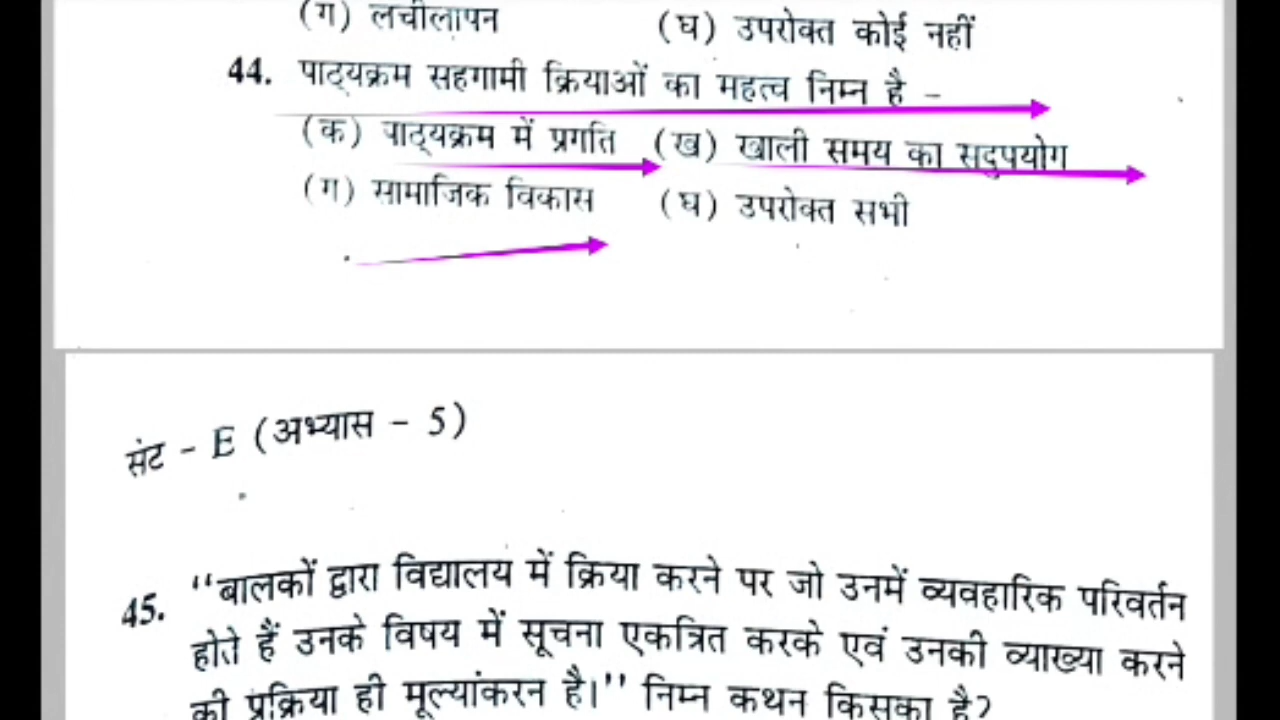 (ग) लचीलापन (घ) उपरोक्त कोई नहीं
44. पाठ्यक्रम सहगामी क्रियाओं का महत्व निम्न है –
(क) पाठ्यक्रम में प्रगति (ख) खाली समय का सदुपयोग
(ग) सामाजिक विकास (घ) उपरोक्त सभी
सेट - E (अभ्यास - 5)
45. “बालकों द्वारा विद्यालय में क्रिया करने पर जो उनमें व्यवहारिक परिवर्तन
होते हैं उनके विषय में सूचना एकत्रित करके एवं उनकी व्याख्या करने
की प्रक्रिया ही मूल्यांकरन है।” निम्न कथन किसका है?